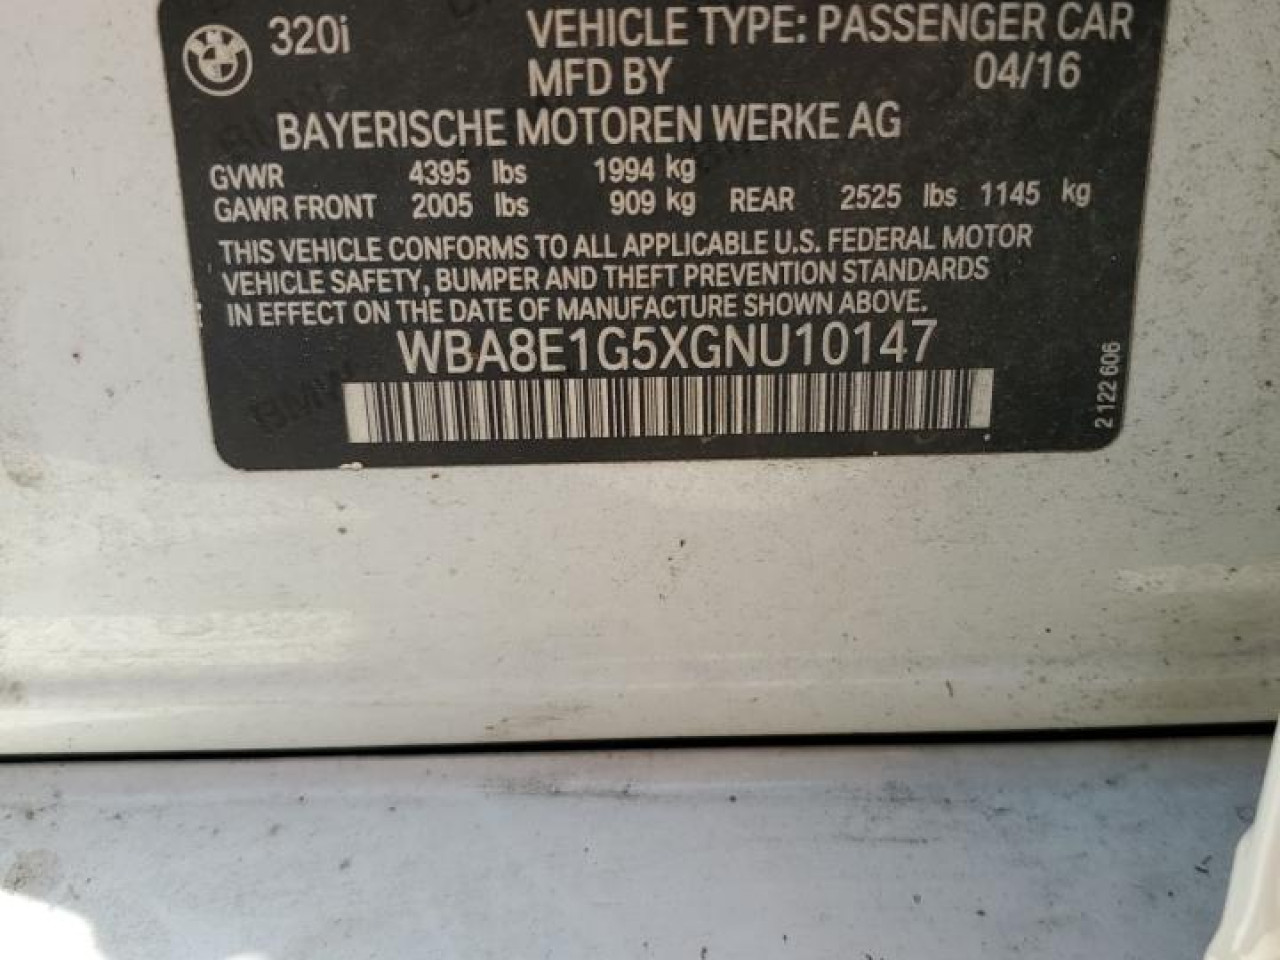 320i VEHICLE TYPE: PASSENGER CAR
MFD BY 04/16
BAYERISCHE MOTOREN WERKE AG
GVWR 4395 lbs 1994 kg
GAWR FRONT 2005 lbs 909 kg REAR 2525 lbs 1145 kg
THIS VEHICLE CONFORMS TO ALL APPLICABLE U.S. FEDERAL MOTOR
VEHICLE SAFETY, BUMPER AND THEFT PREVENTION STANDARDS
IN EFFECT ON THE DATE OF MANUFACTURE SHOWN ABOVE.
WBA8E1G5XGNU10147
2 122 606
BMW